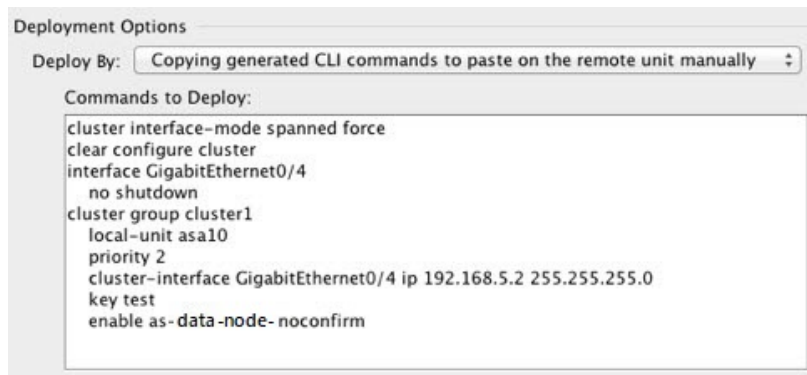 Deployment Options
Deploy By: Copying generated CLI commands to paste on the remote unit manually
Commands to Deploy:
cluster interface-mode spanned force
clear configure cluster
interface GigabitEthernet0/4
no shutdown
cluster group cluster1
local-unit asa10
priority 2
cluster-interface GigabitEthernet0/4 ip 192.168.5.2 255.255.255.0
key test
enable as-data-node-noconfirm